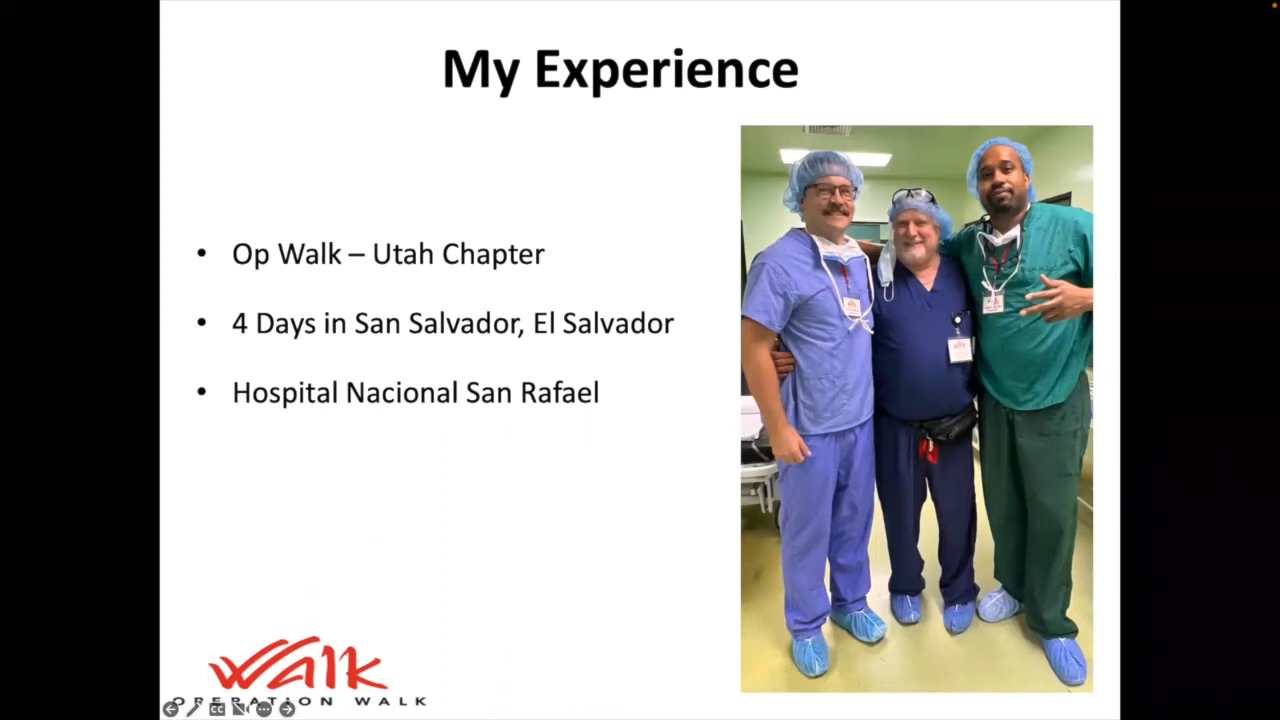 My Experience
• Op Walk – Utah Chapter
• 4 Days in San Salvador, El Salvador
• Hospital Nacional San Rafael
Walk
OPERATION WALK
CC